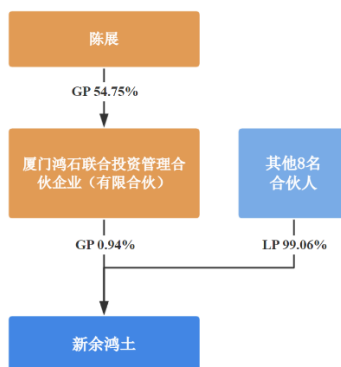 陈展
GP 54.75%
厦门鸿石联合投资管理合
伙企业（有限合伙）
其他8名
合伙人
GP 0.94%
LP 99.06%
新余鸿土